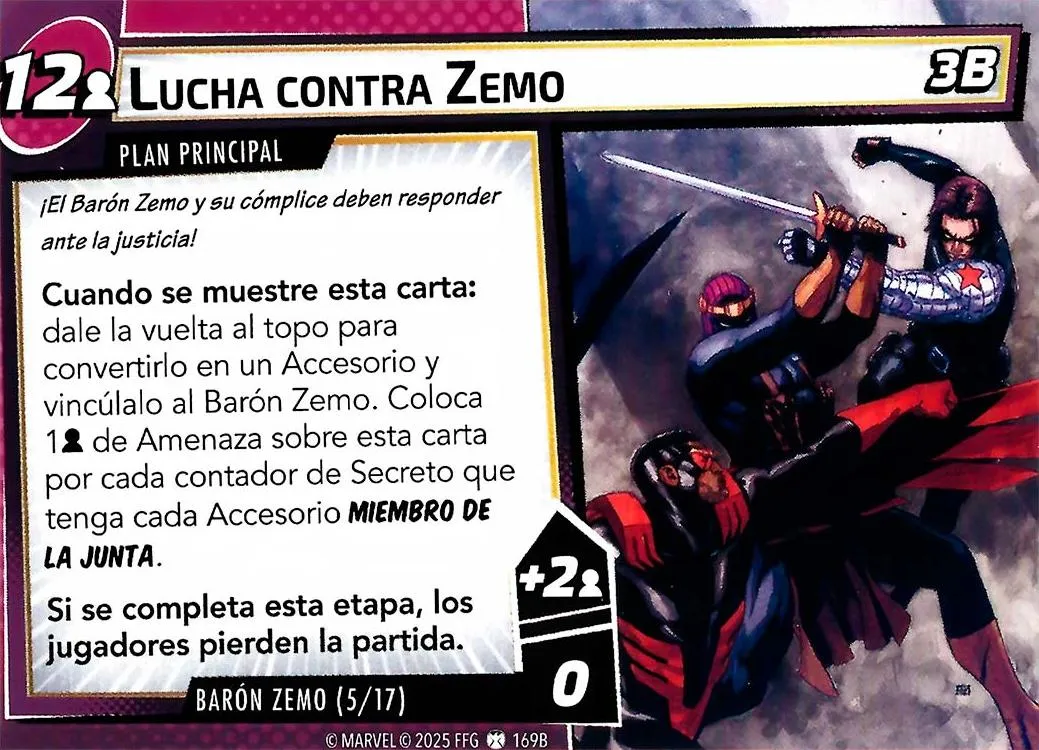 12
LUCHA CONTRA ZEMO
3B
PLAN PRINCIPAL
¡El Barón Zemo y su cómplice deben responder
ante la justicia!
Cuando se muestre esta carta:
dale la vuelta al topo para
convertirlo en un Accesorio y
vincúlalo al Barón Zemo. Coloca
1 de Amenaza sobre esta carta
por cada contador de Secreto que
tenga cada Accesorio MIEMBRO DE
LA JUNTA.
Si se completa esta etapa, los
jugadores pierden la partida.
+2
0
BARÓN ZEMO (5/17)
© MARVEL © 2025 FFG 169B